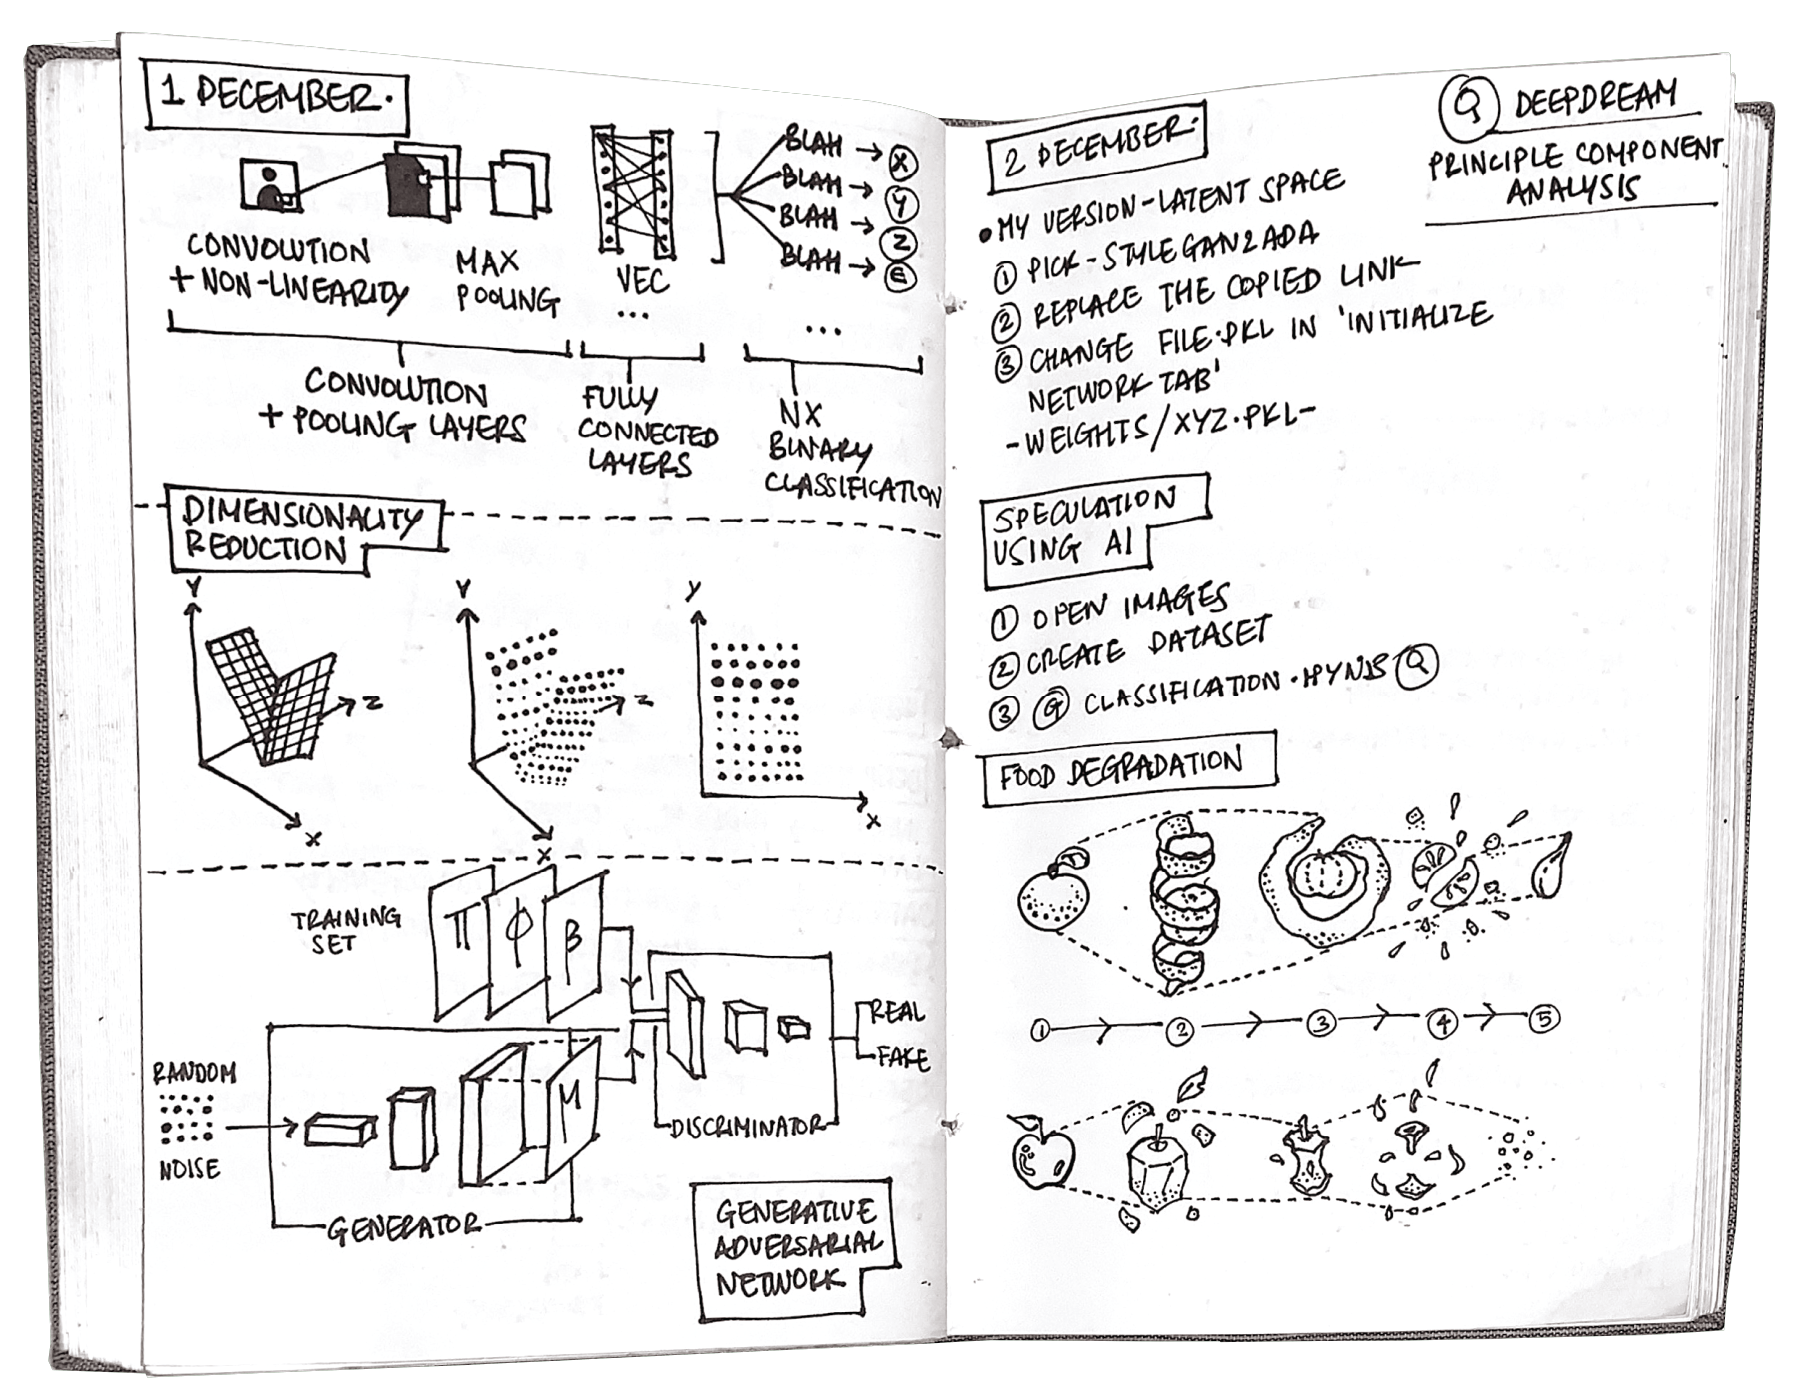 1 DECEMBER.
CONVOLUTION
+ NON-LINEARITY
MAX
POOLING
VEC
...
BLAH → X
BLAH → Y
BLAH → Z
BLAH → E
...
CONVOLUTION
+ POOLING LAYERS
FULLY
CONNECTED
LAYERS
NX
BINARY
CLASSIFICATION
DIMENSIONALITY
REDUCTION
Y
Z
X
Y
Z
X
Y
X
TRAINING
SET
π
φ
β
RANDOM
NOISE
GENERATOR
DISCRIMINATOR
REAL
FAKE
GENERATIVE
ADVERSARIAL
NETWORK
2 DECEMBER.
Q DEEPDREAM
PRINCIPLE COMPONENT
ANALYSIS
• MY VERSION - LATENT SPACE
① PICK - STYLEGAN2ADA
② REPLACE THE COPIED LINK
③ CHANGE FILE.PKL IN 'INITIALIZE
NETWORK TAB'
- WEIGHTS/XYZ.PKL -
SPECULATION
USING AI
① OPEN IMAGES
② CREATE DATASET
③ G CLASSIFICATION.IPYNB Q
FOOD DEGRADATION
① ② ③ ④ ⑤